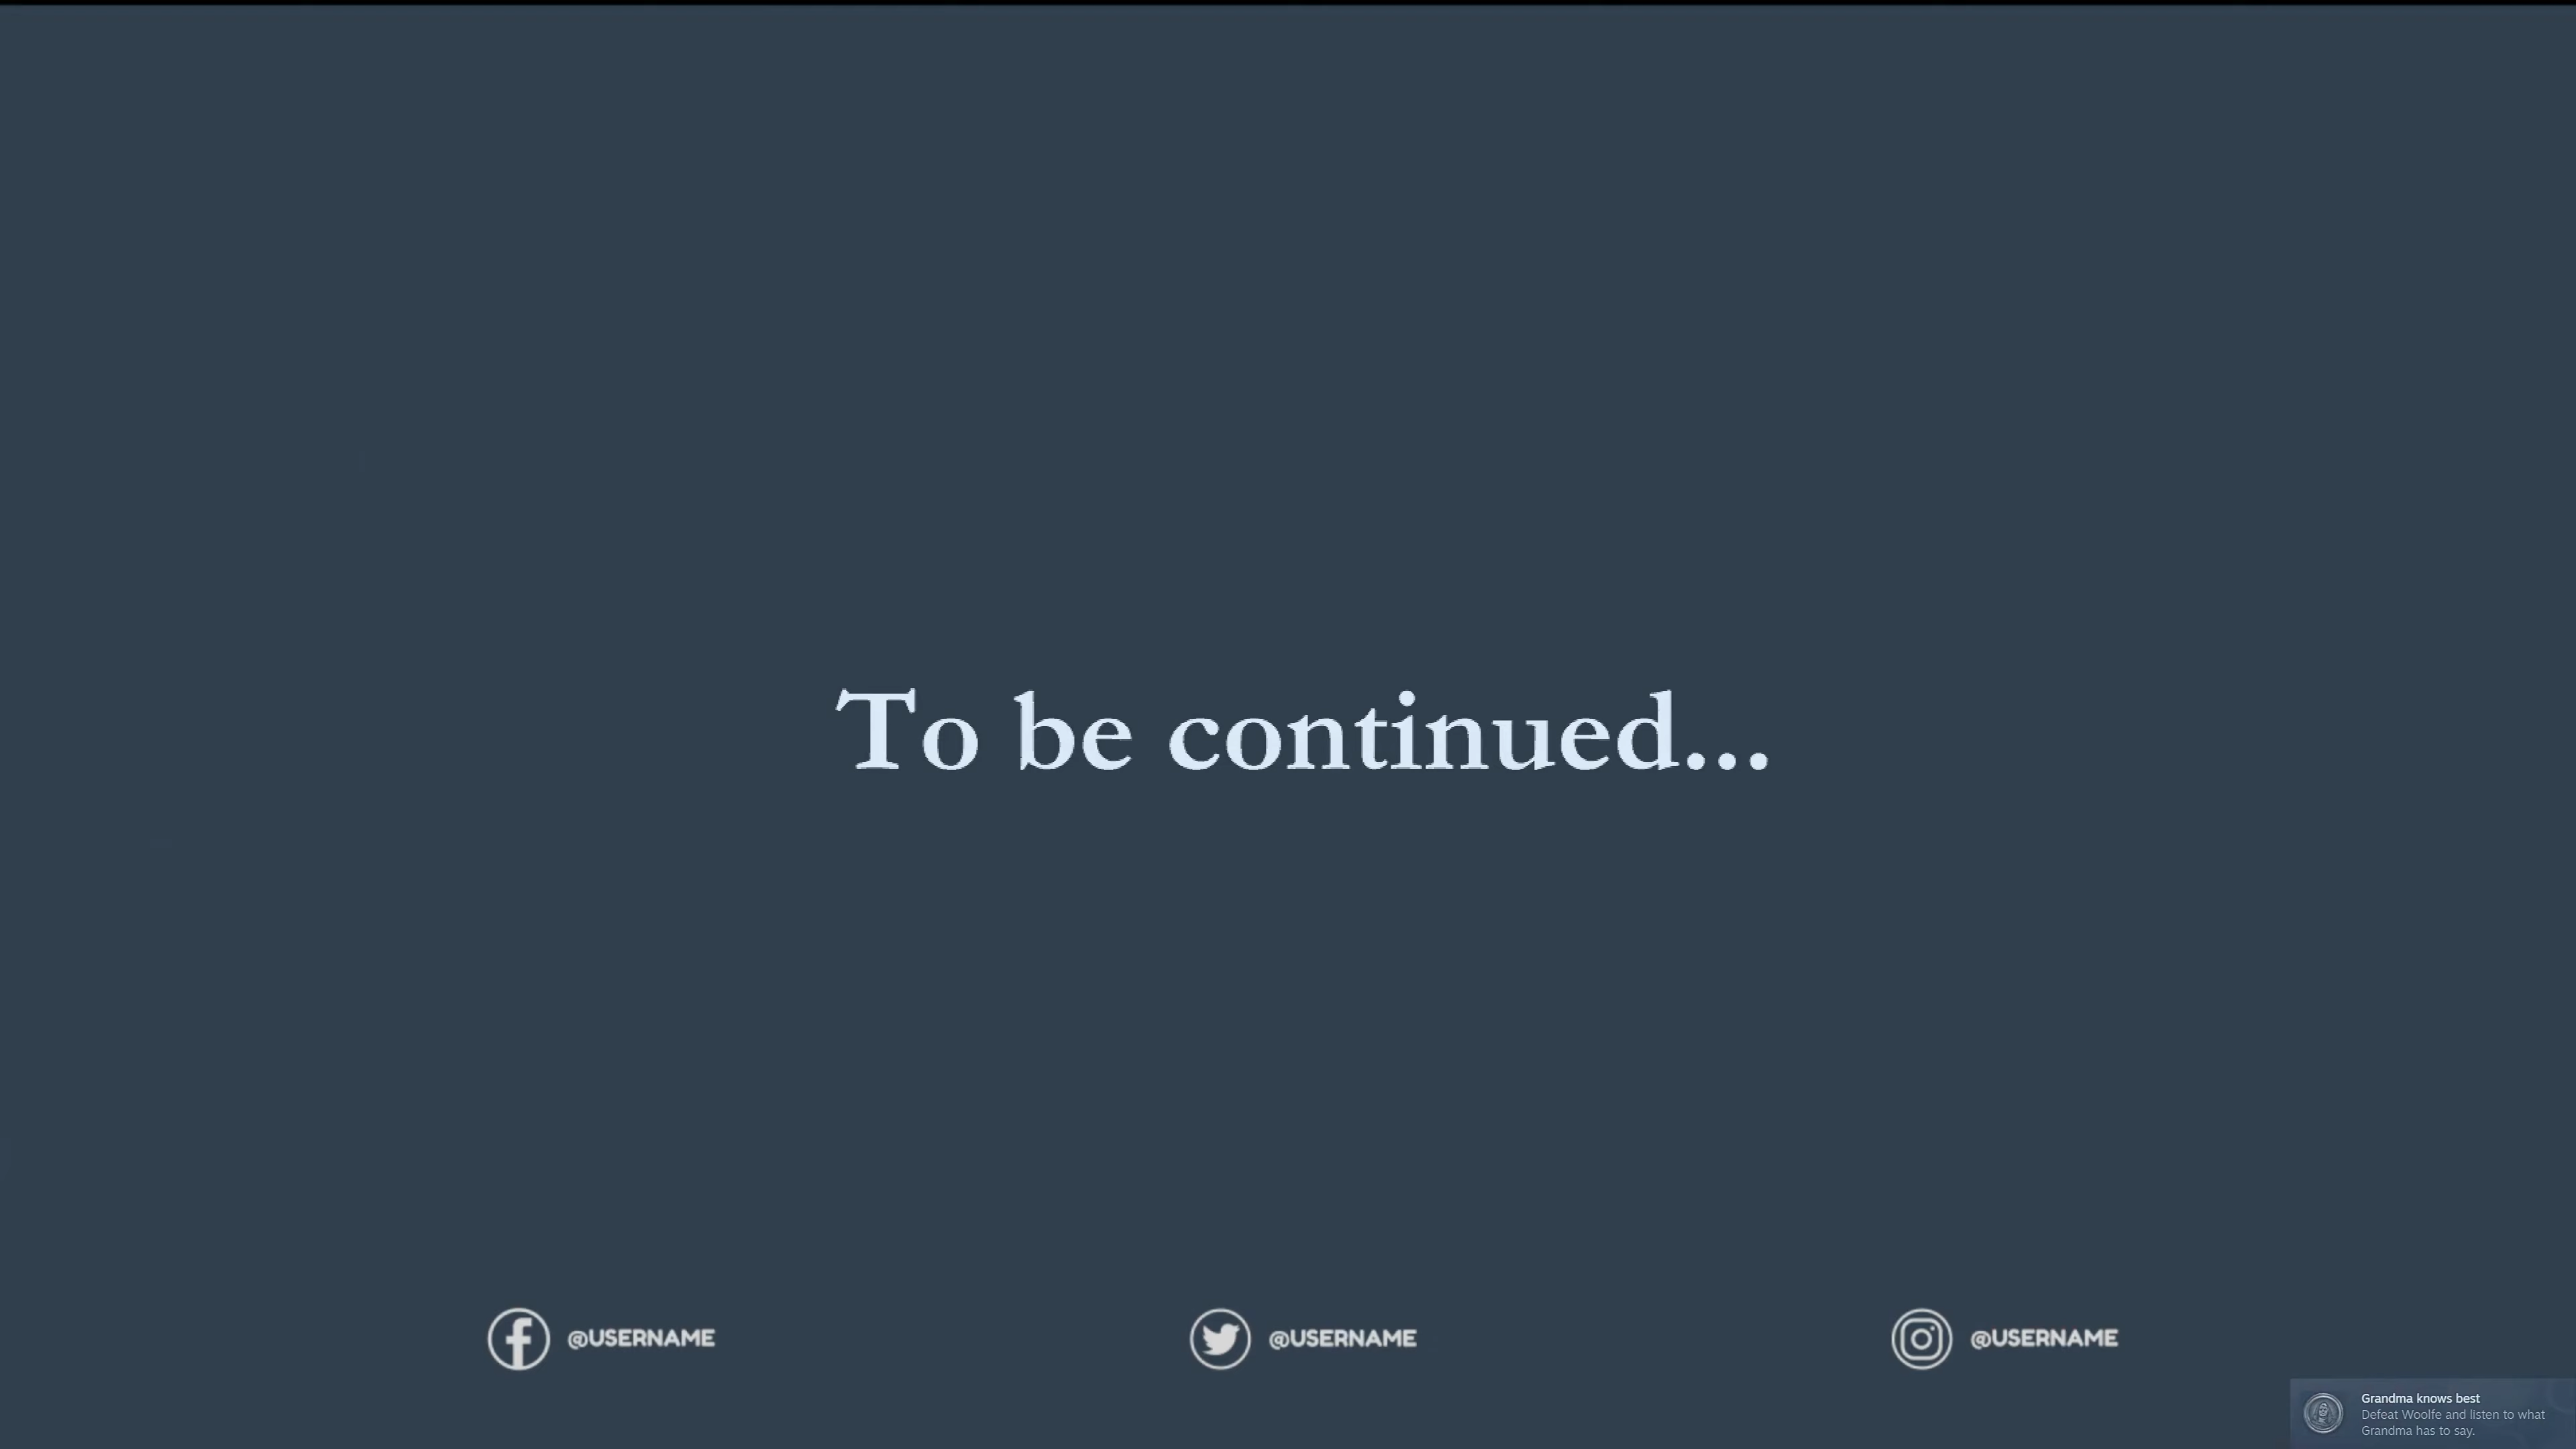 To be continued...
@USERNAME
@USERNAME
@USERNAME
Grandma knows best
Defeat Woolfe and listen to what
Grandma has to say.